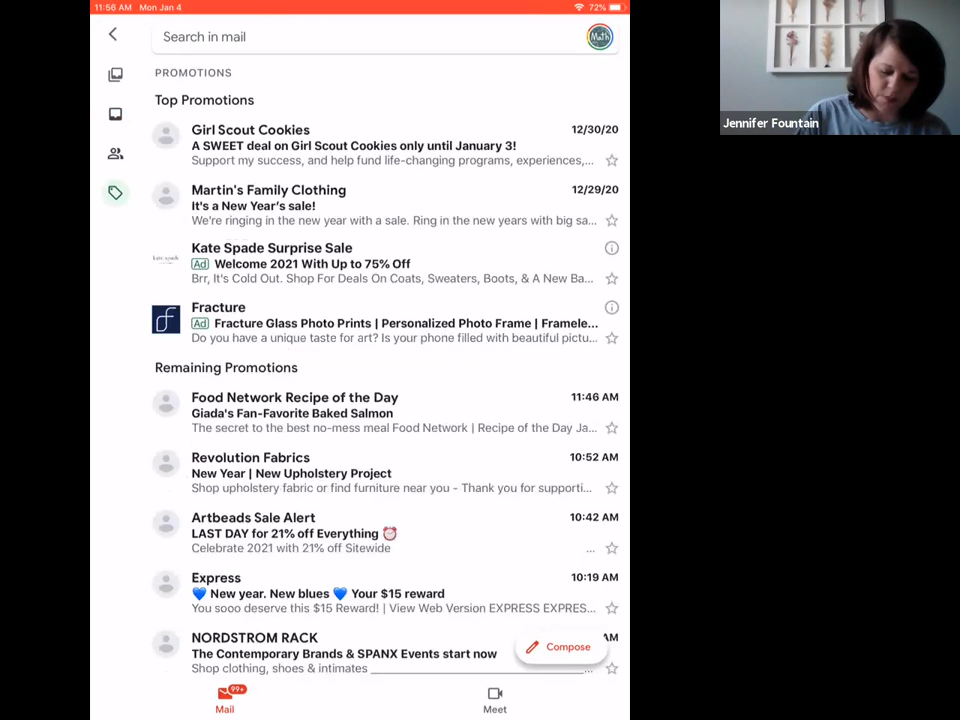 11:56 AM Mon Jan 4
72%
Search in mail
Math
PROMOTIONS
Top Promotions
Girl Scout Cookies 12/30/20
A SWEET deal on Girl Scout Cookies only until January 3!
Support my success, and help fund life-changing programs, experiences,...
Martin's Family Clothing 12/29/20
It's a New Year's sale!
We're ringing in the new year with a sale. Ring in the new years with big sa...
kate spade
Kate Spade Surprise Sale
Ad Welcome 2021 With Up to 75% Off
Brr, It's Cold Out. Shop For Deals On Coats, Sweaters, Boots, & A New Ba...
Fracture
Ad Fracture Glass Photo Prints | Personalized Photo Frame | Framele...
Do you have a unique taste for art? Is your phone filled with beautiful pictu...
Remaining Promotions
Food Network Recipe of the Day 11:46 AM
Giada's Fan-Favorite Baked Salmon
The secret to the best no-mess meal Food Network | Recipe of the Day Ja...
Revolution Fabrics 10:52 AM
New Year | New Upholstery Project
Shop upholstery fabric or find furniture near you - Thank you for supporti...
Artbeads Sale Alert 10:42 AM
LAST DAY for 21% off Everything ⏰
Celebrate 2021 with 21% off Sitewide ...
Express 10:19 AM
💙 New year. New blues 💙 Your $15 reward
You sooo deserve this $15 Reward! | View Web Version EXPRESS EXPRES...
NORDSTROM RACK AM
The Contemporary Brands & SPANX Events start now
Shop clothing, shoes & intimates ________________________________...
Compose
99+
Mail
Meet
Jennifer Fountain